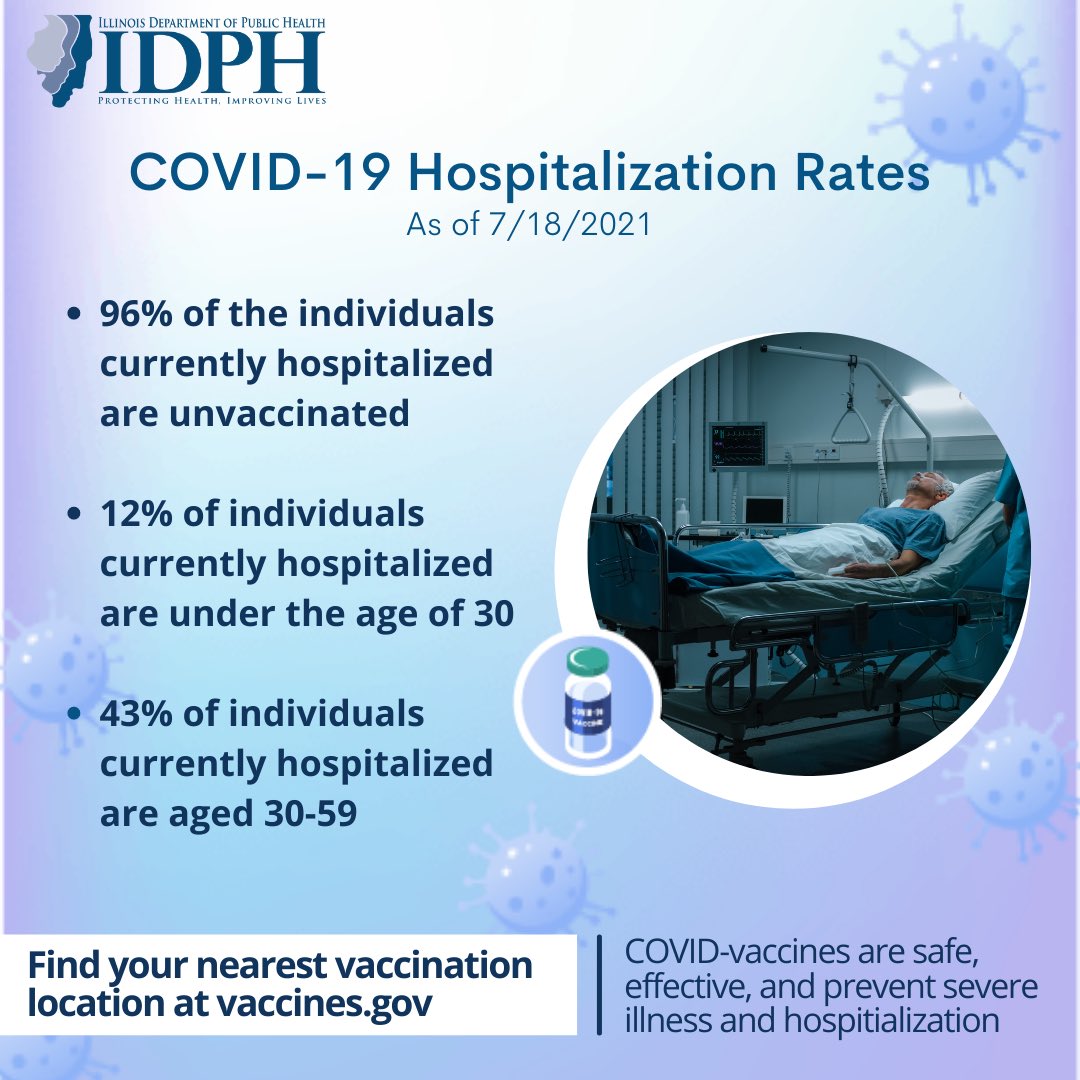 ILLINOIS DEPARTMENT OF PUBLIC HEALTH
IDPH
PROTECTING HEALTH, IMPROVING LIVES
COVID-19 Hospitalization Rates
As of 7/18/2021
• 96% of the individuals
currently hospitalized
are unvaccinated
• 12% of individuals
currently hospitalized
are under the age of 30
• 43% of individuals
currently hospitalized
are aged 30-59
COVID-19
VACCINE
Find your nearest vaccination
location at vaccines.gov
COVID-vaccines are safe,
effective, and prevent severe
illness and hospitialization